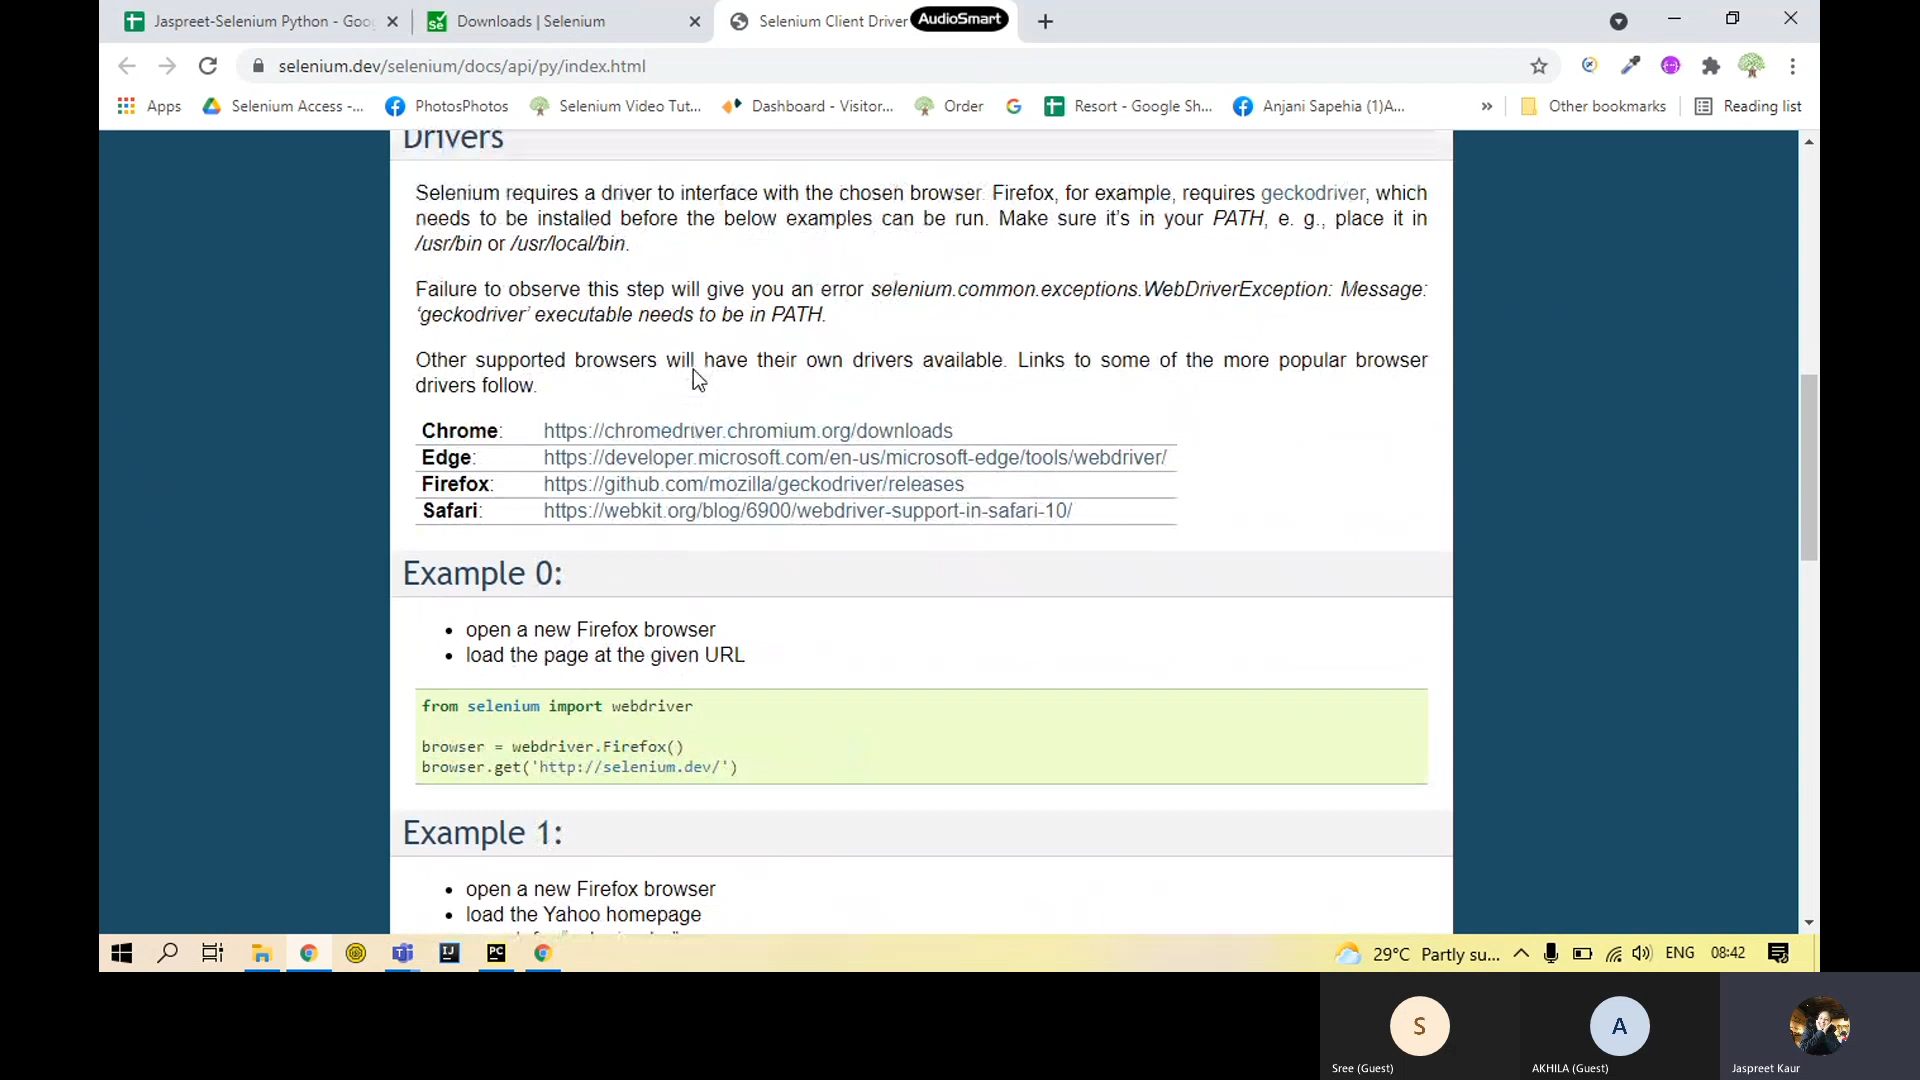 Jaspreet-Selenium Python - Goo
Downloads | Selenium
Selenium Client Driver
AudioSmart
selenium.dev/selenium/docs/api/py/index.html
Apps
Selenium Access -...
PhotosPhotos
Selenium Video Tut...
Dashboard - Visitor...
Order
Resort - Google Sh...
Anjani Sapehia (1)A...
»
Other bookmarks
Reading list
Drivers
Selenium requires a driver to interface with the chosen browser. Firefox, for example, requires geckodriver, which
needs to be installed before the below examples can be run. Make sure it’s in your PATH, e. g., place it in
/usr/bin or /usr/local/bin.
Failure to observe this step will give you an error selenium.common.exceptions.WebDriverException: Message:
‘geckodriver’ executable needs to be in PATH.
Other supported browsers will have their own drivers available. Links to some of the more popular browser
drivers follow.
Chrome: https://chromedriver.chromium.org/downloads
Edge: https://developer.microsoft.com/en-us/microsoft-edge/tools/webdriver/
Firefox: https://github.com/mozilla/geckodriver/releases
Safari: https://webkit.org/blog/6900/webdriver-support-in-safari-10/
Example 0:
• open a new Firefox browser
• load the page at the given URL
from selenium import webdriver
browser = webdriver.Firefox()
browser.get('http://selenium.dev/')
Example 1:
• open a new Firefox browser
• load the Yahoo homepage
29°C Partly su...
ENG
08:42
S
A
Sree (Guest)
AKHILA (Guest)
Jaspreet Kaur